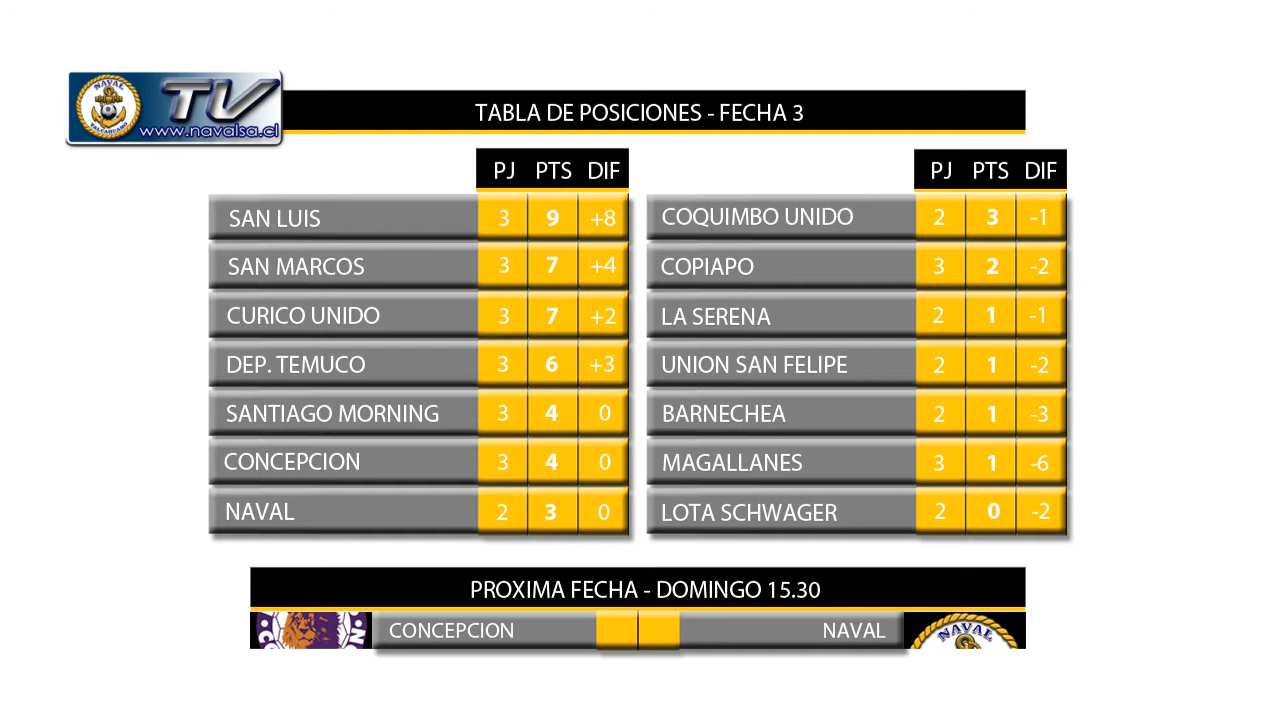 NAVAL
TALCAHUANO
TV
www.navalsa.cl
TABLA DE POSICIONES - FECHA 3
PJ PTS DIF
SAN LUIS 3 9 +8
SAN MARCOS 3 7 +4
CURICO UNIDO 3 7 +2
DEP. TEMUCO 3 6 +3
SANTIAGO MORNING 3 4 0
CONCEPCION 3 4 0
NAVAL 2 3 0
PJ PTS DIF
COQUIMBO UNIDO 2 3 -1
COPIAPO 3 2 -2
LA SERENA 2 1 -1
UNION SAN FELIPE 2 1 -2
BARNECHEA 2 1 -3
MAGALLANES 3 1 -6
LOTA SCHWAGER 2 0 -2
PROXIMA FECHA - DOMINGO 15.30
CONCEPCION NAVAL
NAVAL